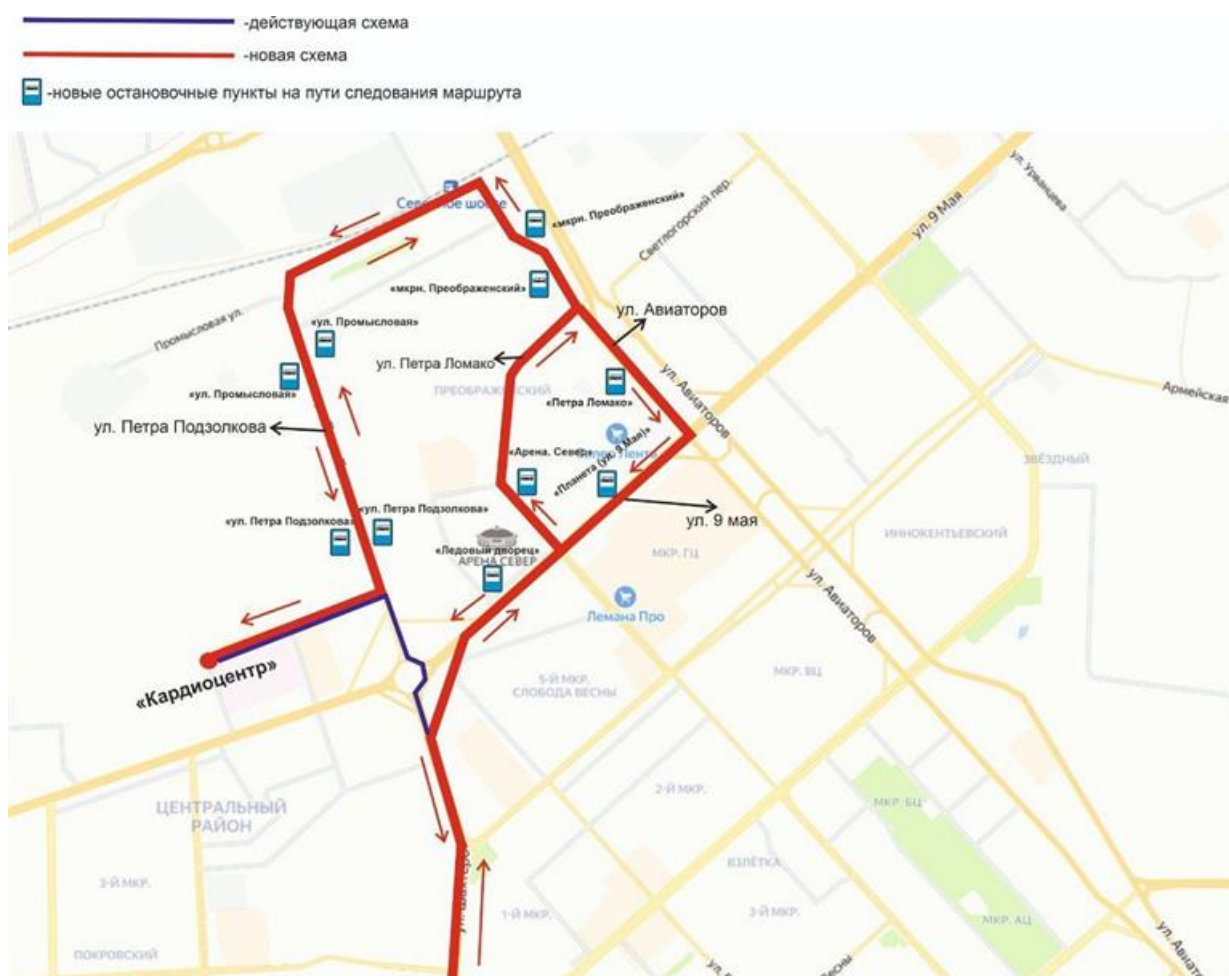 -действующая схема
-новая схема
-новые остановочные пункты на пути следования маршрута
ул. Урванцева
ул. 9 Мая
Светлогорский пер.
«мкрн. Преображенский»
«мкрн. Преображенский»
Промысловая ул.
«ул. Промысловая»
«ул. Промысловая»
ул. Авиаторов
ул. Петра Ломако
ул. Авиаторов
Армейская
ПРЕОБРАЖЕНСКИЙ
«Петра Ломако»
ул. Петра Подзолкова
«Арена. Север»
«Планета (ул. 9 Мая)»
Лента
ЗВЁЗДНЫЙ
«ул. Петра Подзолкова»
«ул. Петра Подзолкова»
ул. 9 мая
ИННОКЕНТЬЕВСКИЙ
«Ледовый дворец»
АРЕНА СЕВЕР
МКР. ГЦ
Лемана Про
ул. Авиаторов
«Кардиоцентр»
5-Й МКР.
СЛОБОДА ВЕСНЫ
МКР. ВЦ
ЦЕНТРАЛЬНЫЙ
РАЙОН
2-Й МКР.
МКР. БЦ
ВЗЛЁТКА
3-Й МКР.
1-Й МКР.
3-Й МКР.
МКР. АЦ
ПОКРОВСКИЙ
ул. Авиаторов